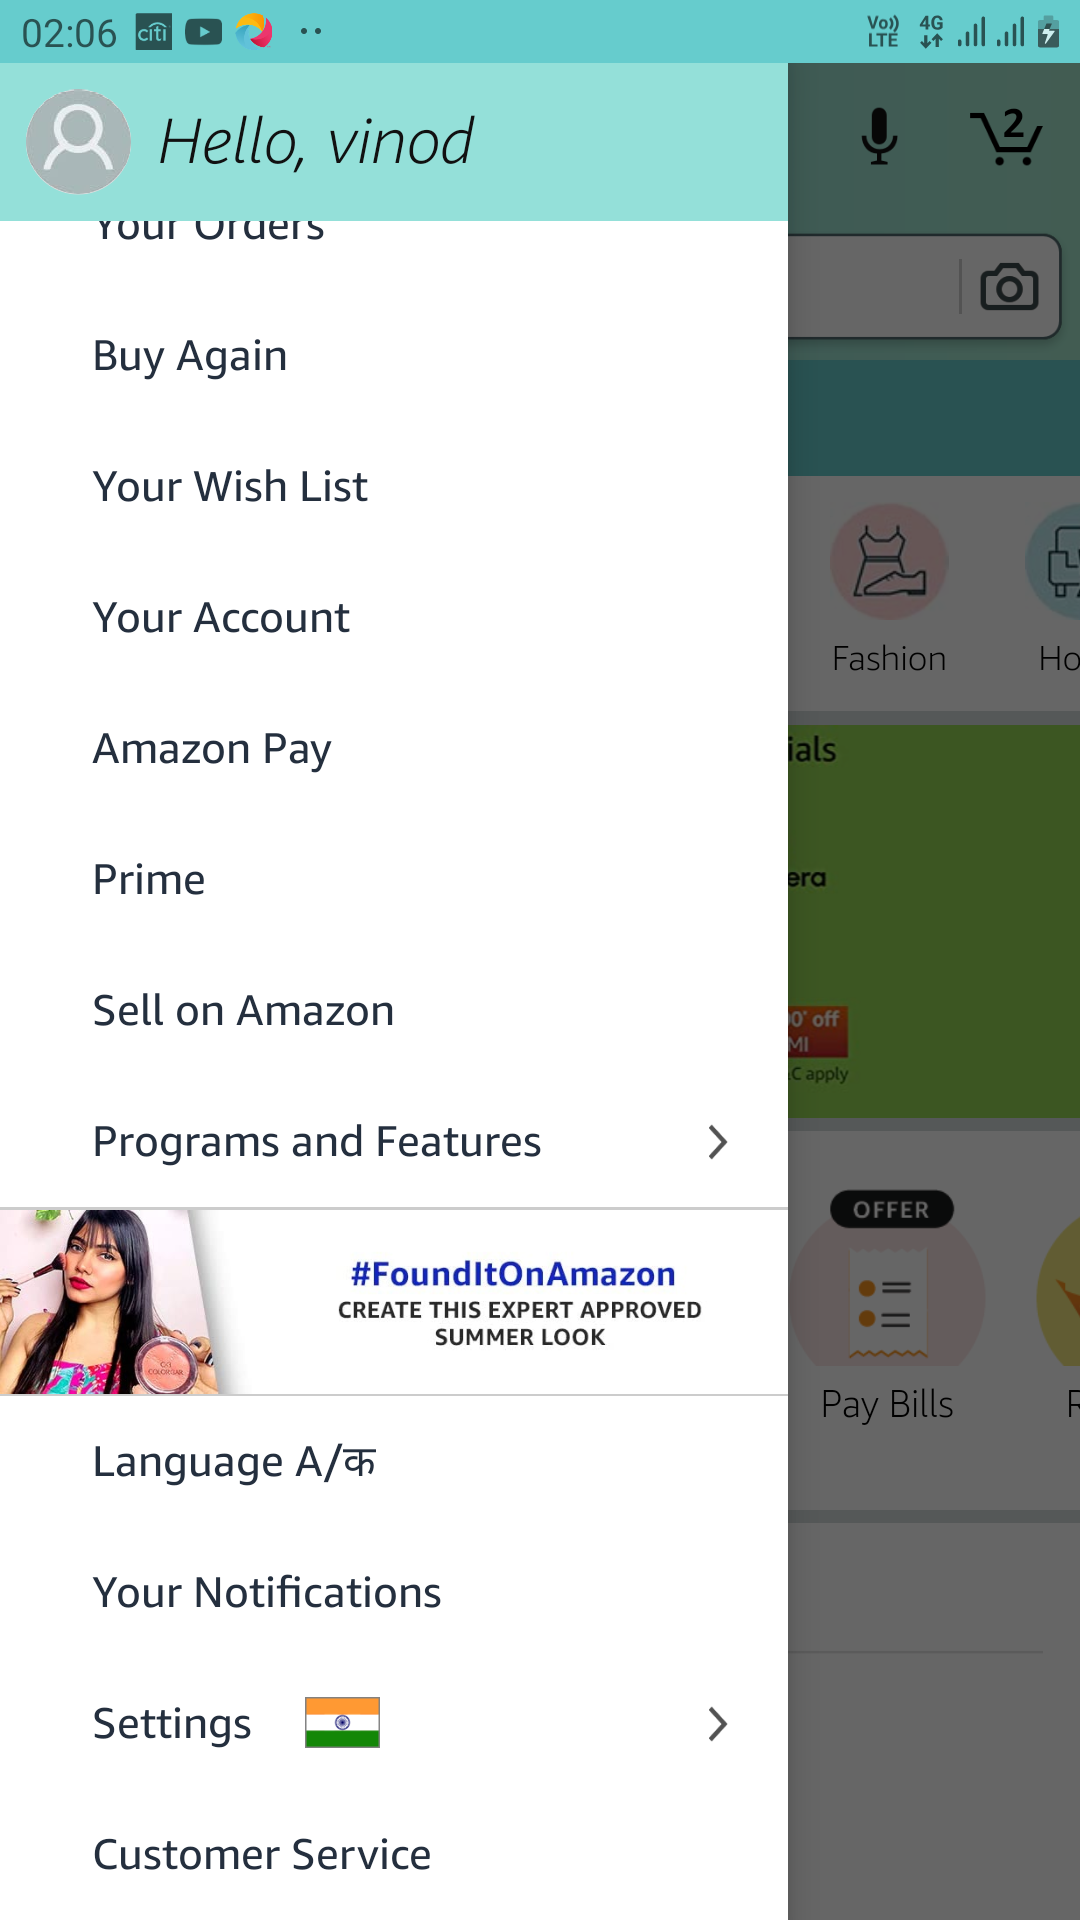 02:06 citi Vo)) LTE 4G
Hello, vinod
2
Your Orders
Buy Again
Your Wish List
Your Account
Fashion
Ho
Amazon Pay
ials
Prime
era
Sell on Amazon
0* off
MI
C apply
Programs and Features
OFFER
#FoundItOnAmazon
CREATE THIS EXPERT APPROVED
SUMMER LOOK
COLORBAR
Pay Bills
Language A/क
Your Notifications
Settings
Customer Service